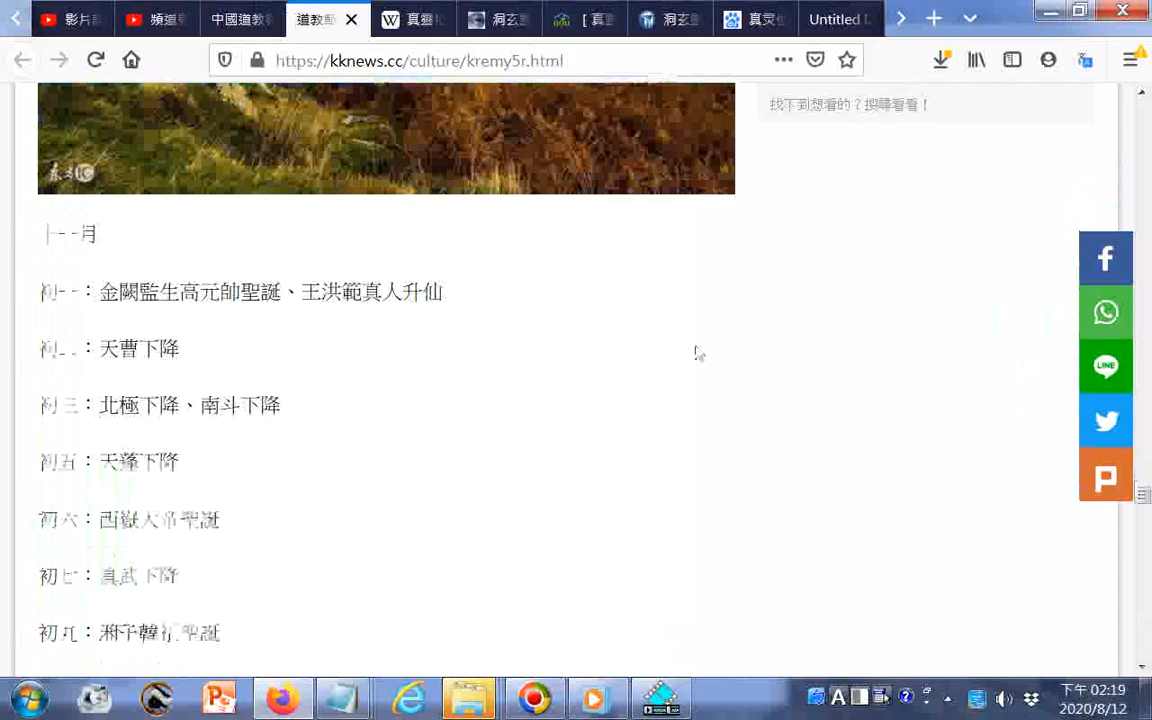 影片
頻道
中國道教
道教
真靈
洞玄
[ 真
洞玄
真灵位
Untitled
https://kknews.cc/culture/kremy5r.html
找不到想看的？搜尋看看！
十一月
初一：金闕監生高元帥聖誕、王洪範真人升仙
初二：天曹下降
初三：北極下降、南斗下降
初五：天蓬下降
初六：西嶽大帝聖誕
初七：真武下降
初九：湘子韓祖聖誕
LINE
下午 02:19
2020/8/12